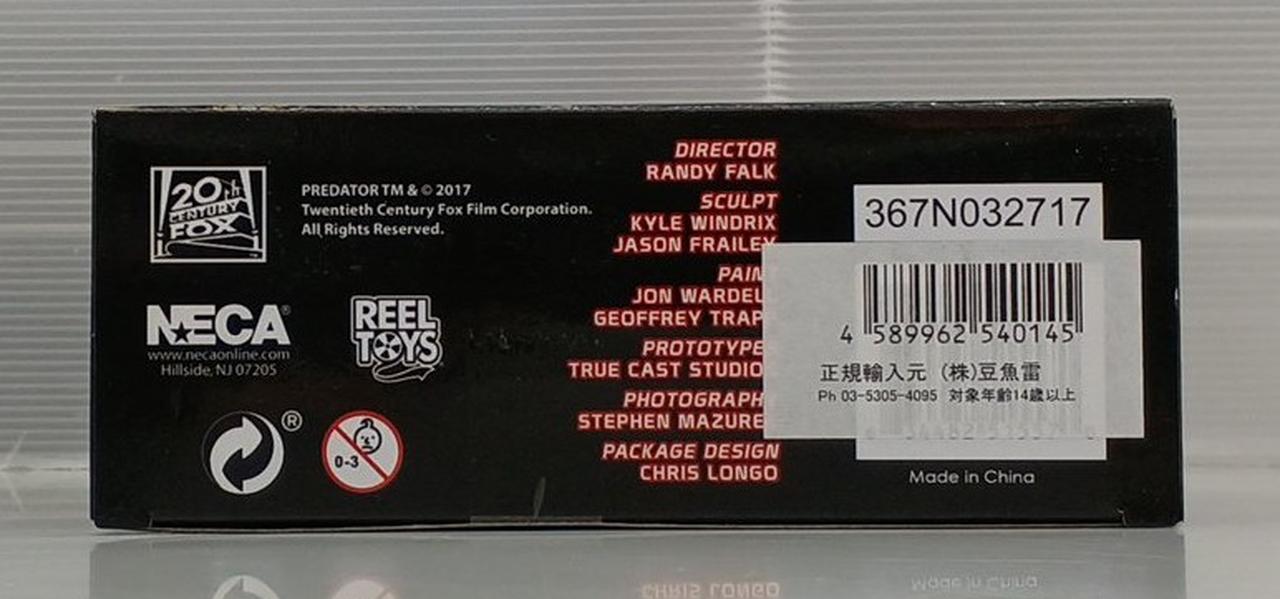 20th
CENTURY
FOX
PREDATOR TM & © 2017
Twentieth Century Fox Film Corporation.
All Rights Reserved.
NECA®
www.necaonline.com
Hillside, NJ 07205
REEL
TOYS
®
0-3
DIRECTOR
RANDY FALK
SCULPT
KYLE WINDRIX
JASON FRAILEY
PAIN
JON WARDEL
GEOFFREY TRAP
PROTOTYPE
TRUE CAST STUDIO
PHOTOGRAPH
STEPHEN MAZURE
PACKAGE DESIGN
CHRIS LONGO
367N032717
4 589962 540145
正規輸入元 (株)豆魚雷
Ph 03-5305-4095 対象年齢14歳以上
Made in China